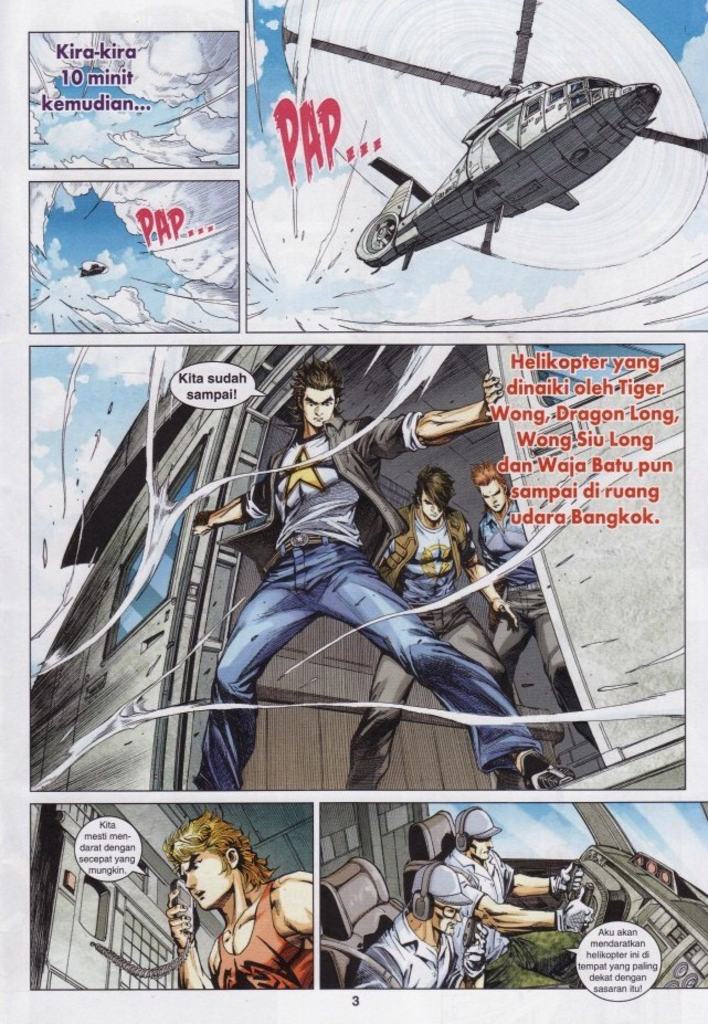 Kira-kira
10 minit
kemudian...
PAP...
PAP...
Kita sudah
sampai!
Helikopter yang
dinaiki oleh Tiger
Wong, Dragon Long,
Wong Siu Long
dan Waja Batu pun
sampai di ruang
udara Bangkok.
Kita
mesti men-
darat dengan
secepat yang
mungkin.
Aku akan
mendaratkan
helikopter ini di
tempat yang paling
dekat dengan
sasaran itu!
3